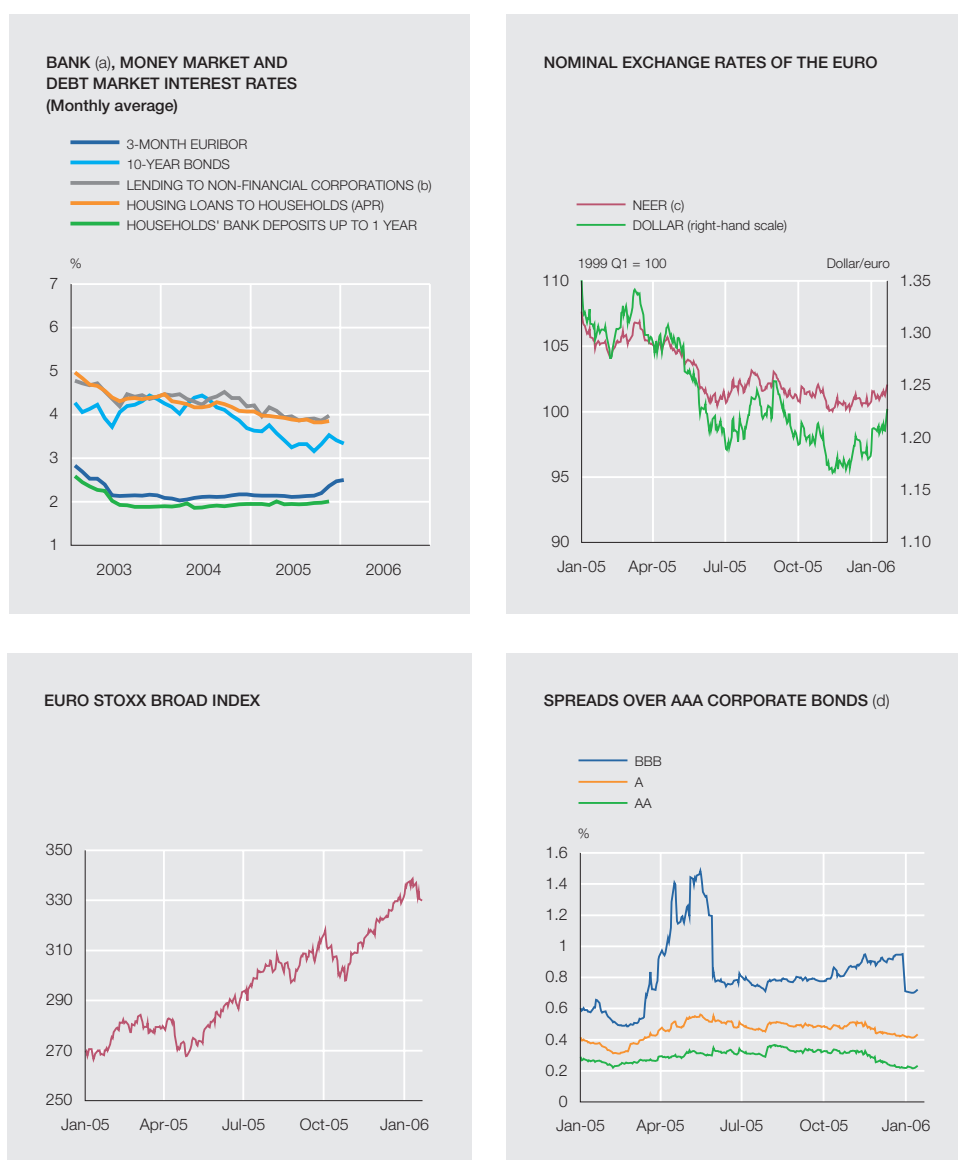 BANK (a), MONEY MARKET AND
DEBT MARKET INTEREST RATES
(Monthly average)
3-MONTH EURIBOR
10-YEAR BONDS
LENDING TO NON-FINANCIAL CORPORATIONS (b)
HOUSING LOANS TO HOUSEHOLDS (APR)
HOUSEHOLDS' BANK DEPOSITS UP TO 1 YEAR
%
7
6
5
4
3
2
1
2003 2004 2005 2006
NOMINAL EXCHANGE RATES OF THE EURO
NEER (c)
DOLLAR (right-hand scale)
1999 Q1 = 100 Dollar/euro
110 1.35
1.30
105
1.25
100
1.20
95
1.15
90 1.10
Jan-05 Apr-05 Jul-05 Oct-05 Jan-06
EURO STOXX BROAD INDEX
350
330
310
290
270
250
Jan-05 Apr-05 Jul-05 Oct-05 Jan-06
SPREADS OVER AAA CORPORATE BONDS (d)
BBB
A
AA
%
1.6
1.4
1.2
1
0.8
0.6
0.4
0.2
0
Jan-05 Apr-05 Jul-05 Oct-05 Jan-06